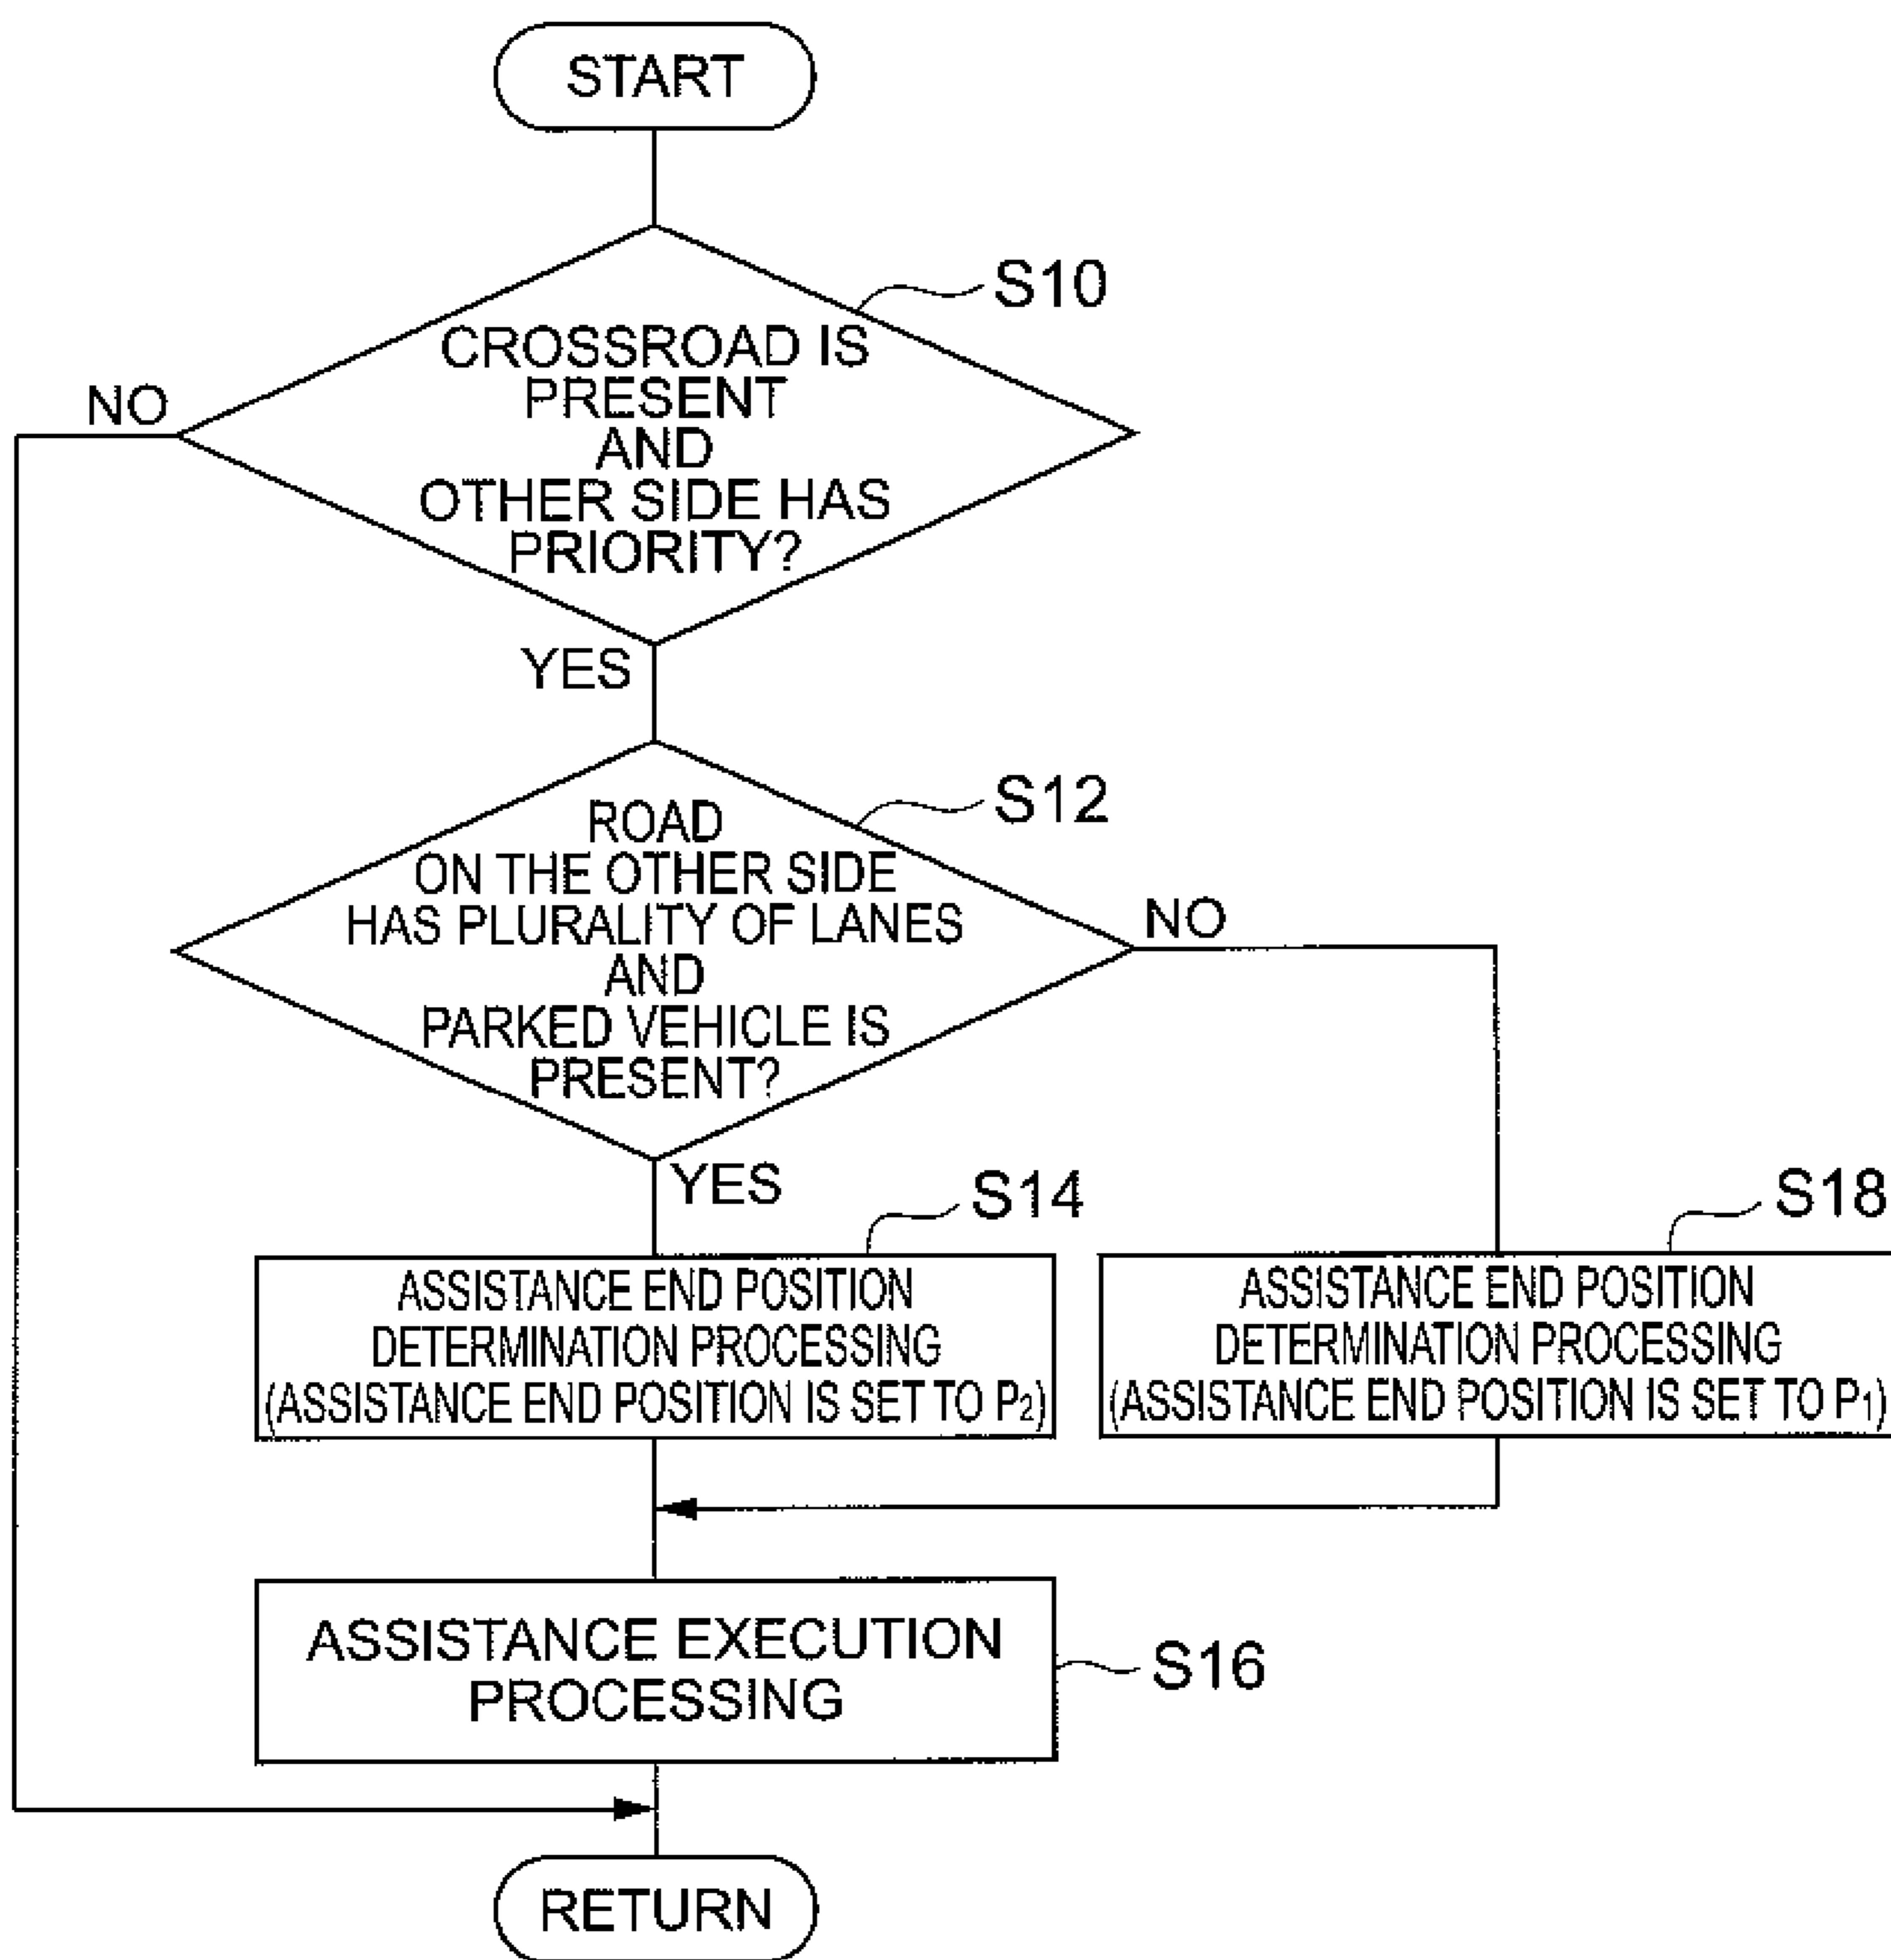 START
S10
CROSSROAD IS
PRESENT
AND
OTHER SIDE HAS
PRIORITY?
NO
YES
S12
ROAD
ON THE OTHER SIDE
HAS PLURALITY OF LANES
AND
PARKED VEHICLE IS
PRESENT?
NO
YES
S14
ASSISTANCE END POSITION
DETERMINATION PROCESSING
(ASSISTANCE END POSITION IS SET TO P2)
S18
ASSISTANCE END POSITION
DETERMINATION PROCESSING
(ASSISTANCE END POSITION IS SET TO P1)
ASSISTANCE EXECUTION
PROCESSING
S16
RETURN